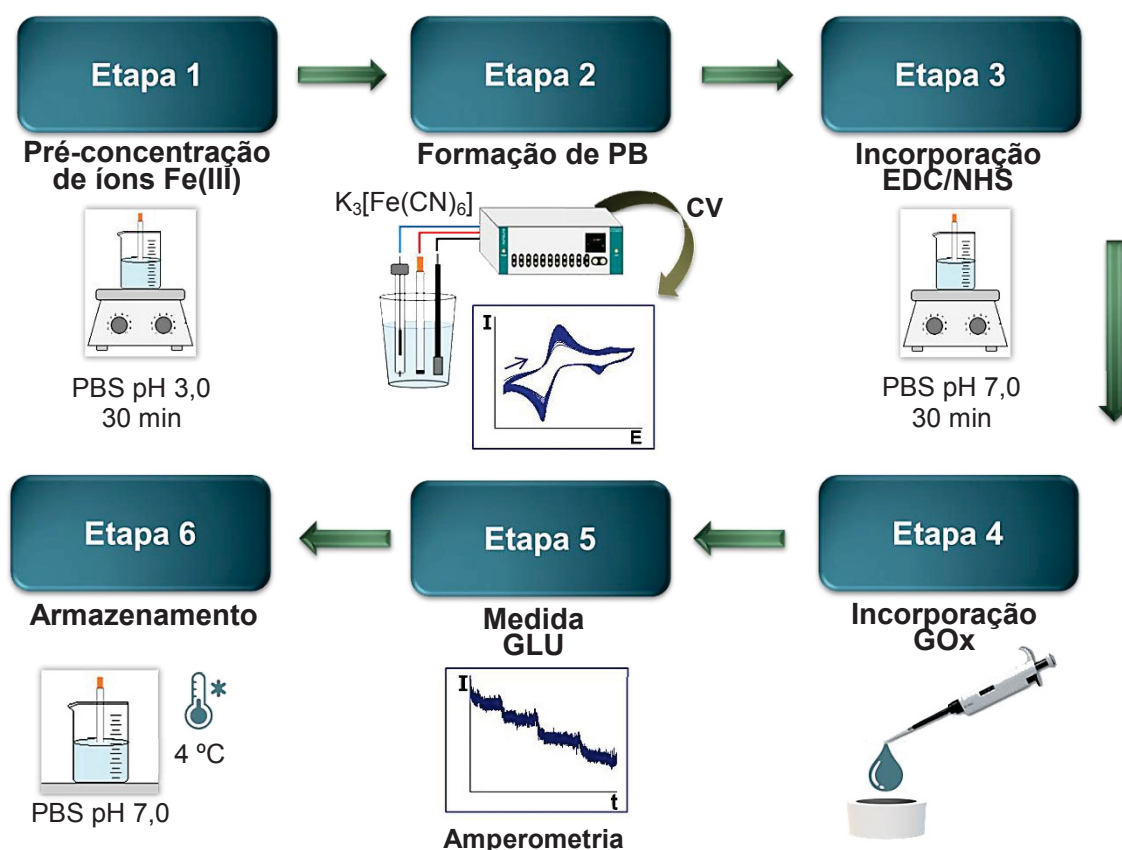 Etapa 1
Pré-concentração
de íons Fe(III)
PBS pH 3,0
30 min
Etapa 2
Formação de PB
K₃[Fe(CN)₆]
CV
I
E
Etapa 3
Incorporação
EDC/NHS
PBS pH 7,0
30 min
Etapa 4
Incorporação
GOx
Etapa 5
Medida
GLU
I
t
Amperometria
Etapa 6
Armazenamento
4 ºC
PBS pH 7,0